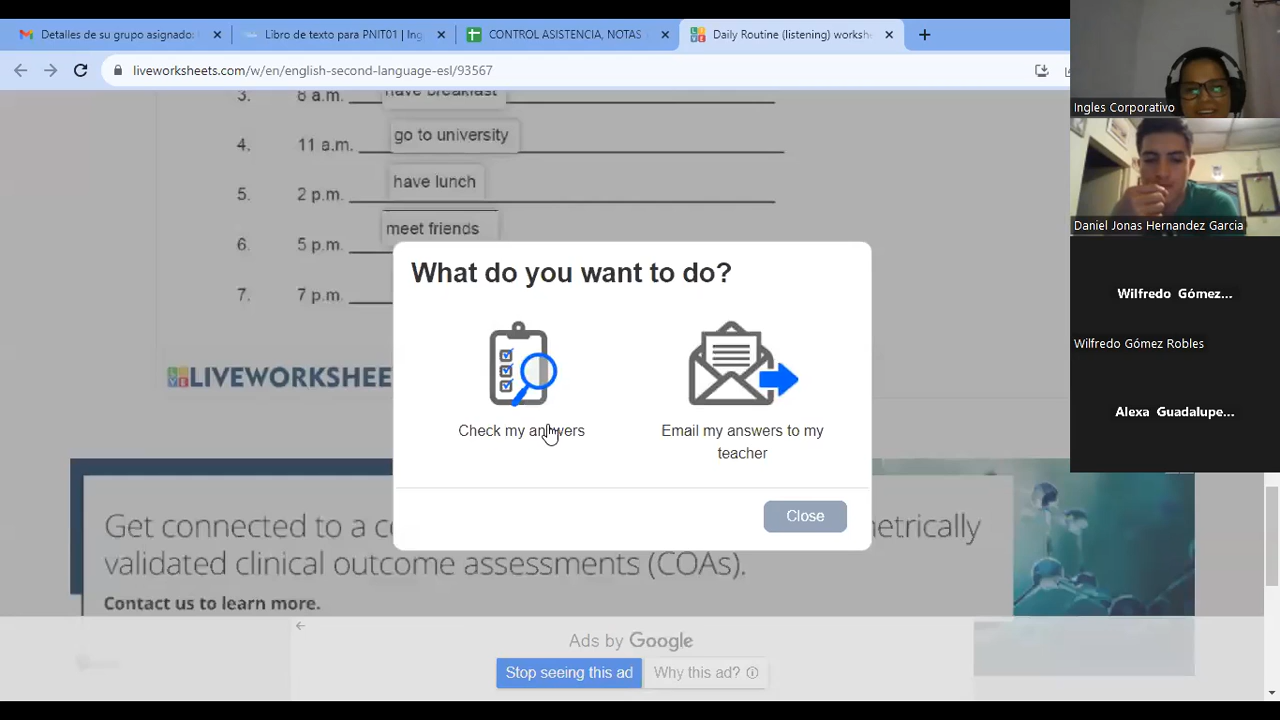 Detalles de su grupo asignado:
Libro de texto para PNIT01 | Ing
CONTROL ASISTENCIA, NOTAS
Daily Routine (listening) workshe
liveworksheets.com/w/en/english-second-language-esl/93567
3. 8 a.m. have breakfast
4. 11 a.m. go to university
5. 2 p.m. have lunch
6. 5 p.m. meet friends
7. 7 p.m.
LIVEWORKSHEE
What do you want to do?
Check my answers
Email my answers to my
teacher
Close
Get connected to a c
metrically
validated clinical outcome assessments (COAs).
Contact us to learn more.
Ads by Google
Stop seeing this ad
Why this ad?
Ingles Corporativo
Daniel Jonas Hernandez Garcia
Wilfredo Gómez...
Wilfredo Gómez Robles
Alexa Guadalupe...